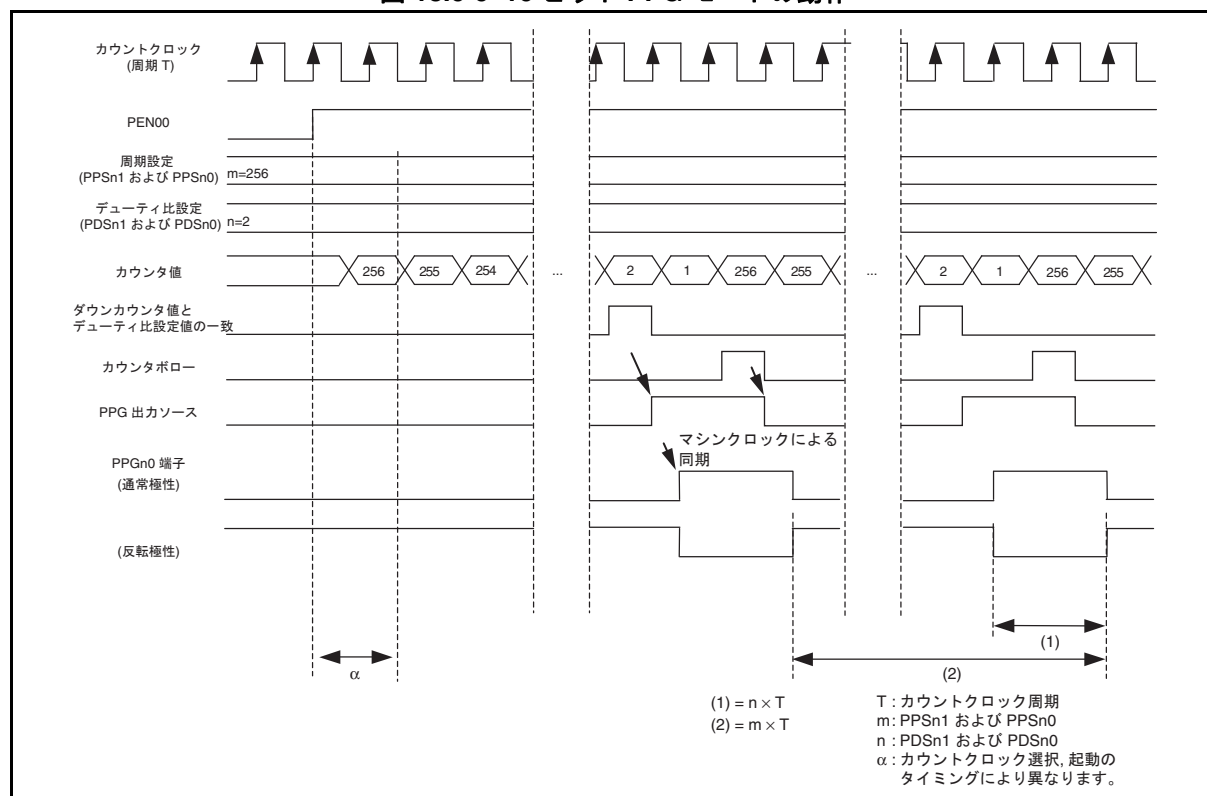 カウントクロック
(周期 T)
PEN00
周期設定
(PPSn1 および PPSn0) m=256
デューティ比設定
(PDSn1 および PDSn0) n=2
カウンタ値
256 255 254 ... 2 1 256 255 ... 2 1 256 255
ダウンカウンタ値と
デューティ比設定値の一致
カウンタボロー
PPG 出力ソース
マシンクロックによる
同期
PPGn0 端子
(通常極性)
(反転極性)
α
(1)
(2)
(1) = n × T
(2) = m × T
T : カウントクロック周期
m : PPSn1 および PPSn0
n : PDSn1 および PDSn0
α : カウントクロック選択, 起動の
タイミングにより異なります。